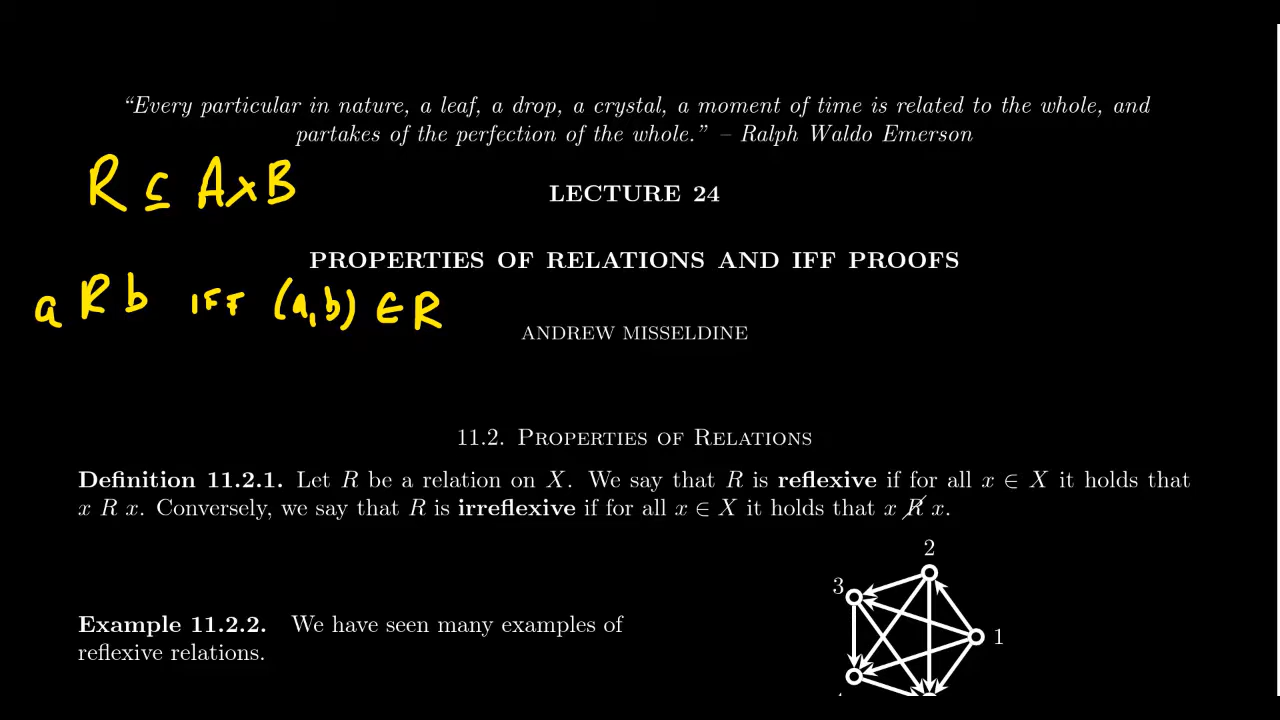 “Every particular in nature, a leaf, a drop, a crystal, a moment of time is related to the whole, and
partakes of the perfection of the whole.” – Ralph Waldo Emerson
R ⊆ A×B
LECTURE 24
PROPERTIES OF RELATIONS AND IFF PROOFS
a R b IFF (a,b) ∈ R
ANDREW MISSELDINE
11.2. Properties of Relations
Definition 11.2.1. Let R be a relation on X. We say that R is reflexive if for all x ∈ X it holds that
x R x. Conversely, we say that R is irreflexive if for all x ∈ X it holds that x R̸ x.
2
3
Example 11.2.2. We have seen many examples of
1
reflexive relations.